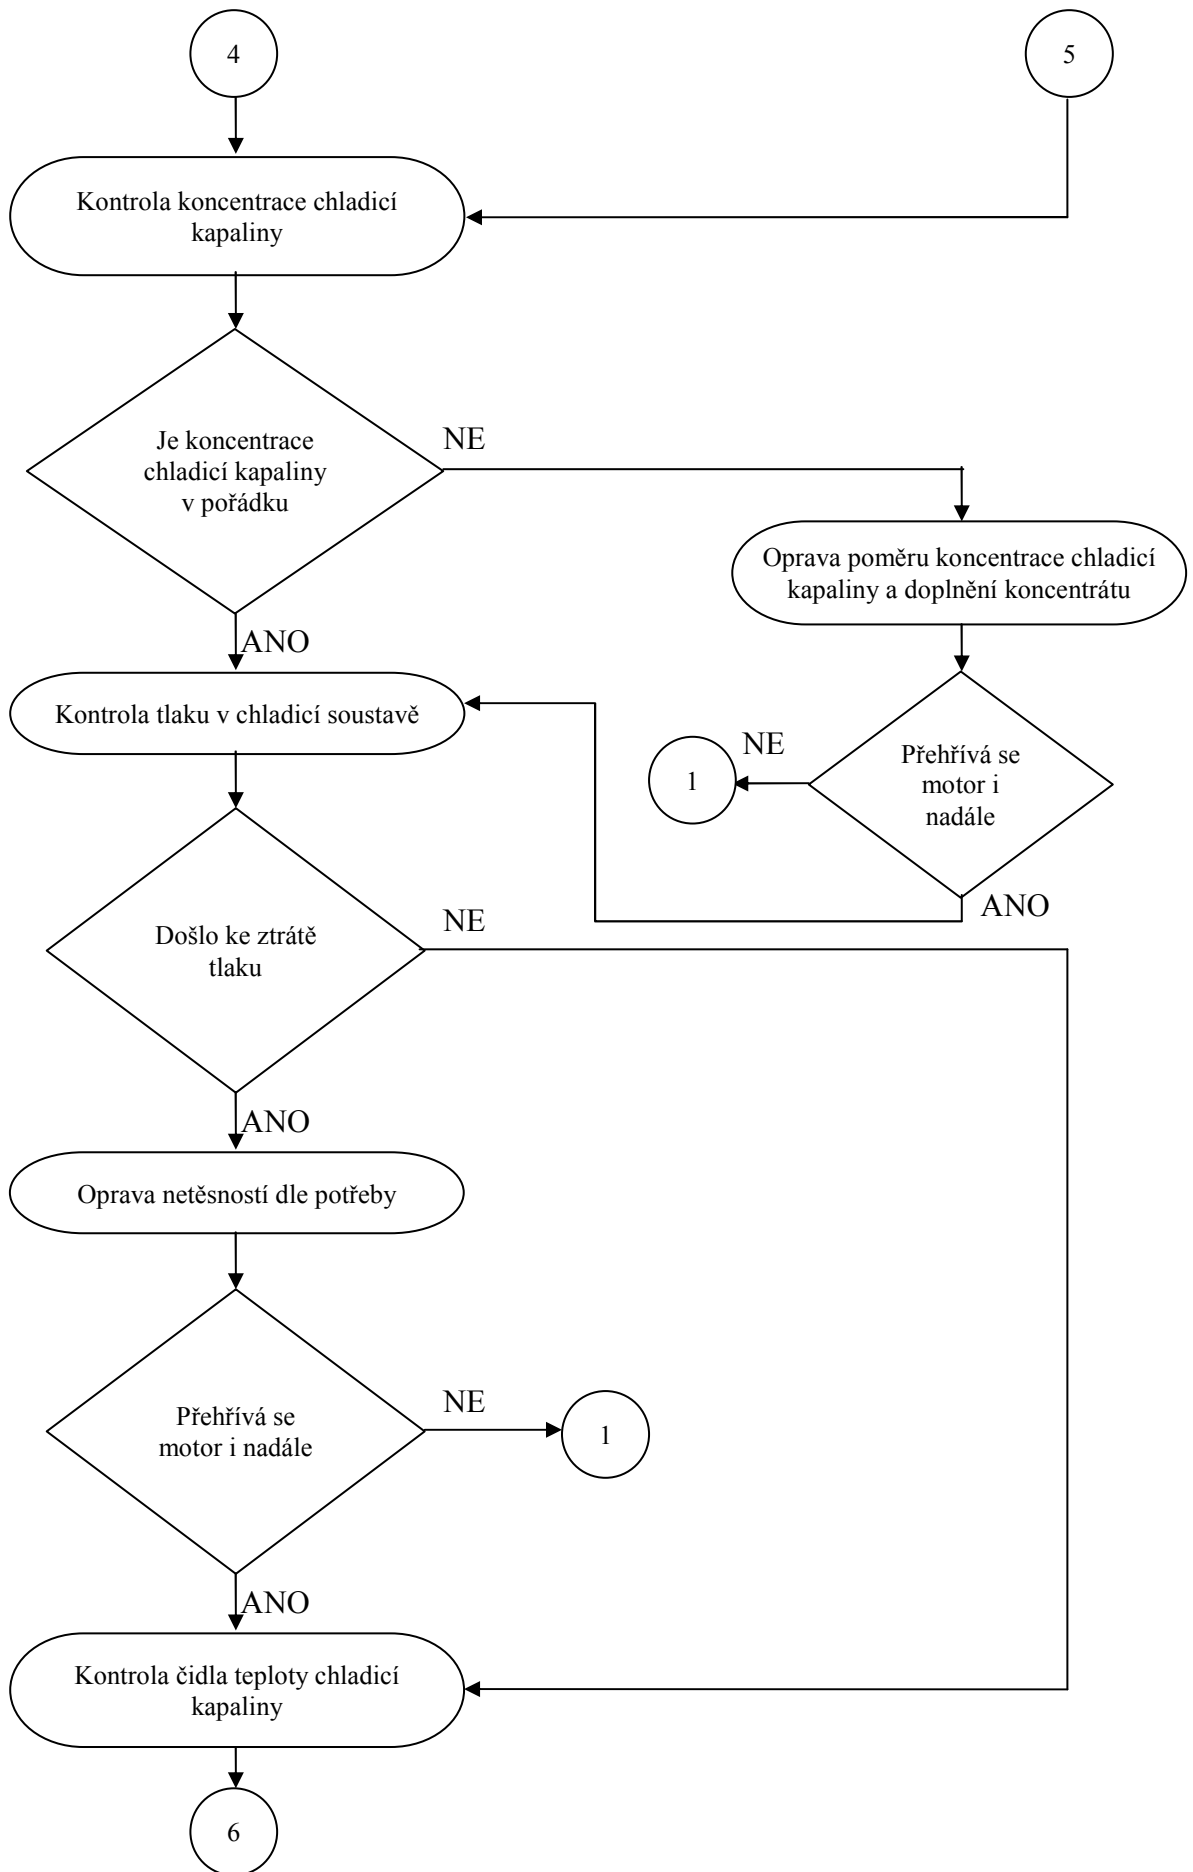 4
5
Kontrola koncentrace chladicí
kapaliny
Je koncentrace
chladicí kapaliny
v pořádku
NE
Oprava poměru koncentrace chladicí
kapaliny a doplnění koncentrátu
ANO
Kontrola tlaku v chladicí soustavě
Přehřívá se
motor i
nadále
NE
1
ANO
Došlo ke ztrátě
tlaku
NE
ANO
Oprava netěsností dle potřeby
Přehřívá se
motor i nadále
NE
1
ANO
Kontrola čidla teploty chladicí
kapaliny
6